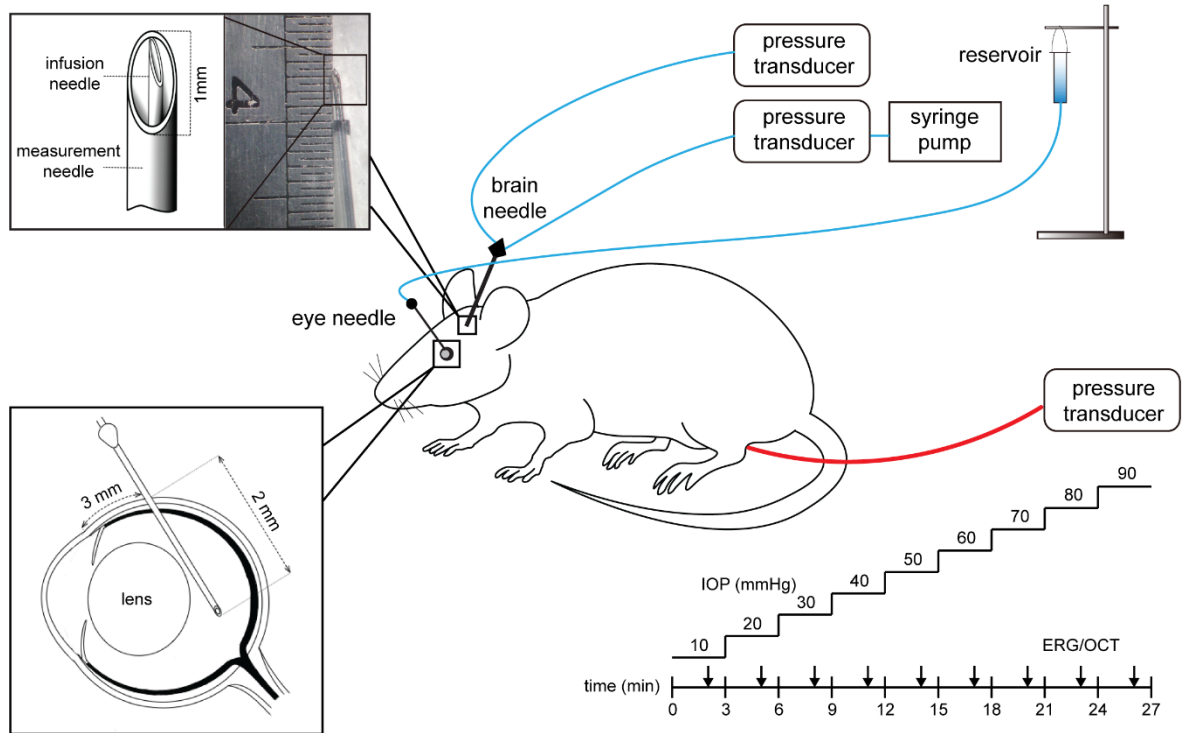 infusion
needle
1mm
measurement
needle
4
pressure
transducer
pressure
transducer
syringe
pump
reservoir
brain
needle
eye needle
pressure
transducer
3 mm
2 mm
lens
IOP (mmHg)
10
20
30
40
50
60
70
80
90
ERG/OCT
time (min)
0
3
6
9
12
15
18
21
24
27